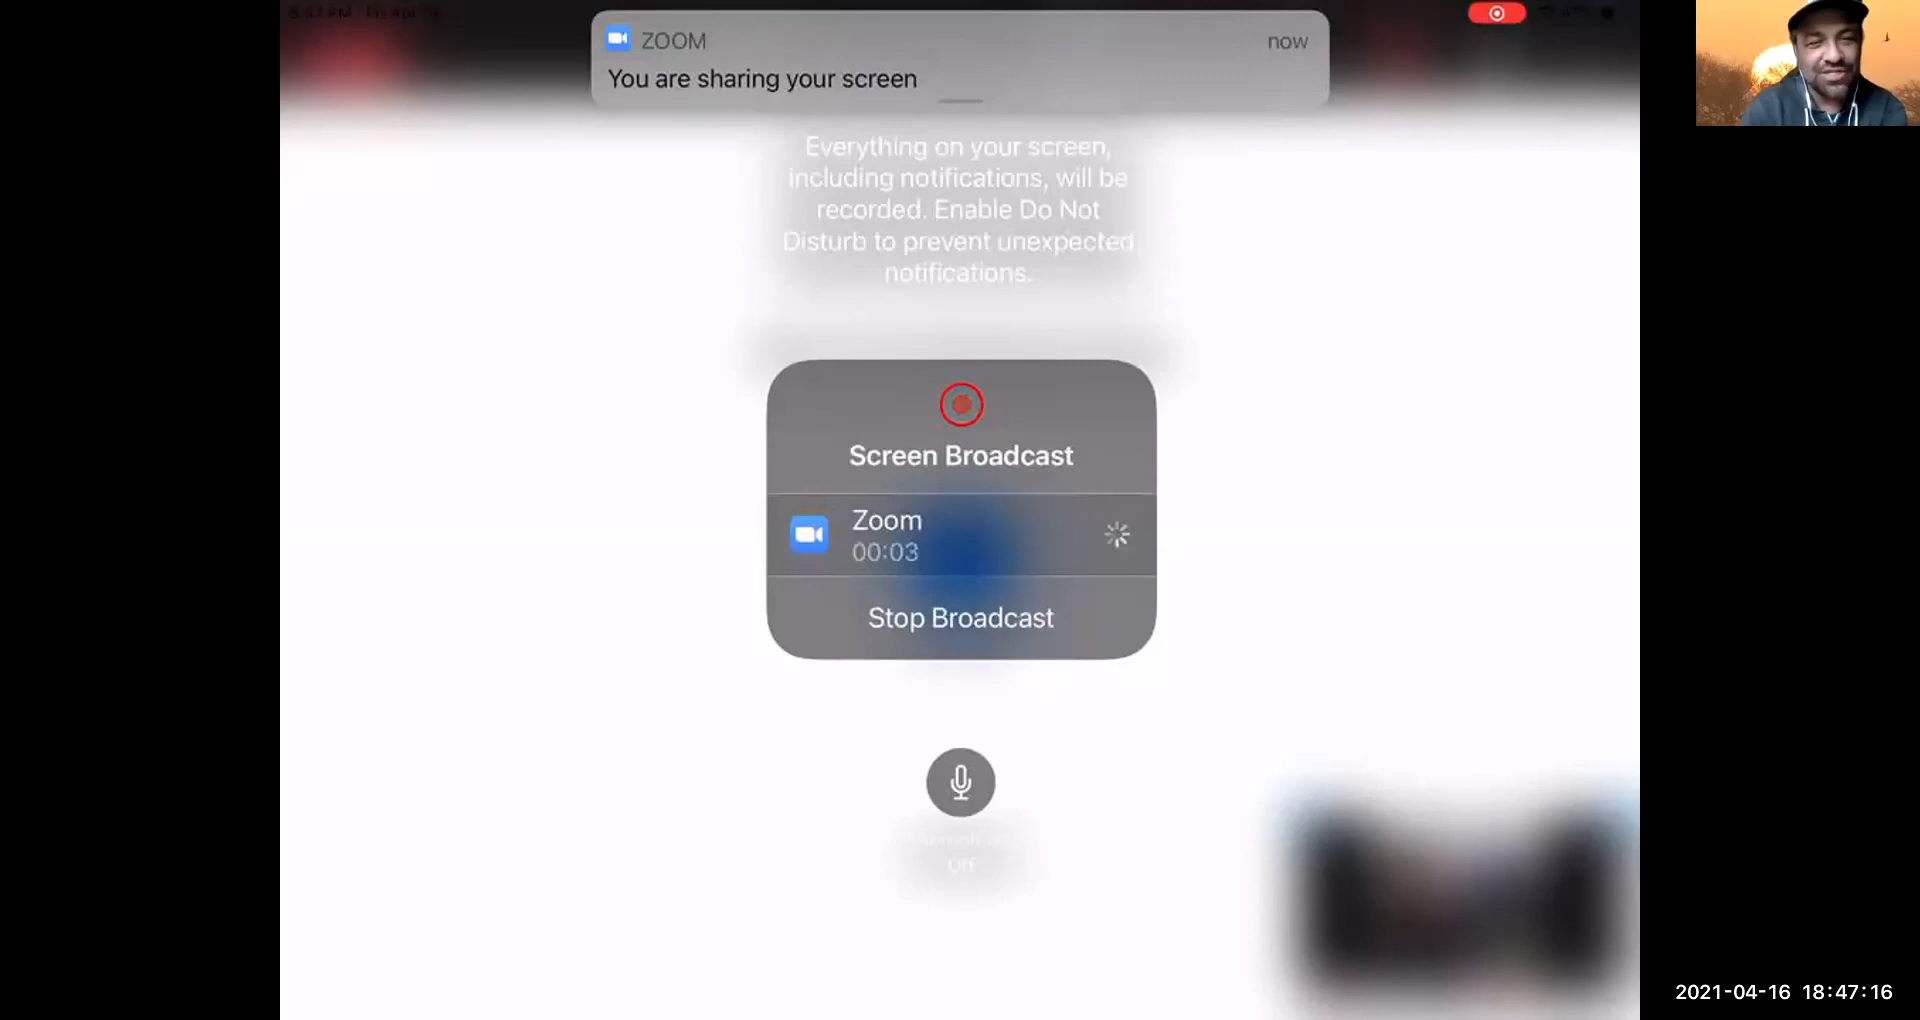 ZOOM
now
You are sharing your screen
Everything on your screen,
including notifications, will be
recorded. Enable Do Not
Disturb to prevent unexpected
notifications.
Screen Broadcast
Zoom
00:03
Stop Broadcast
Off
2021-04-16 18:47:16